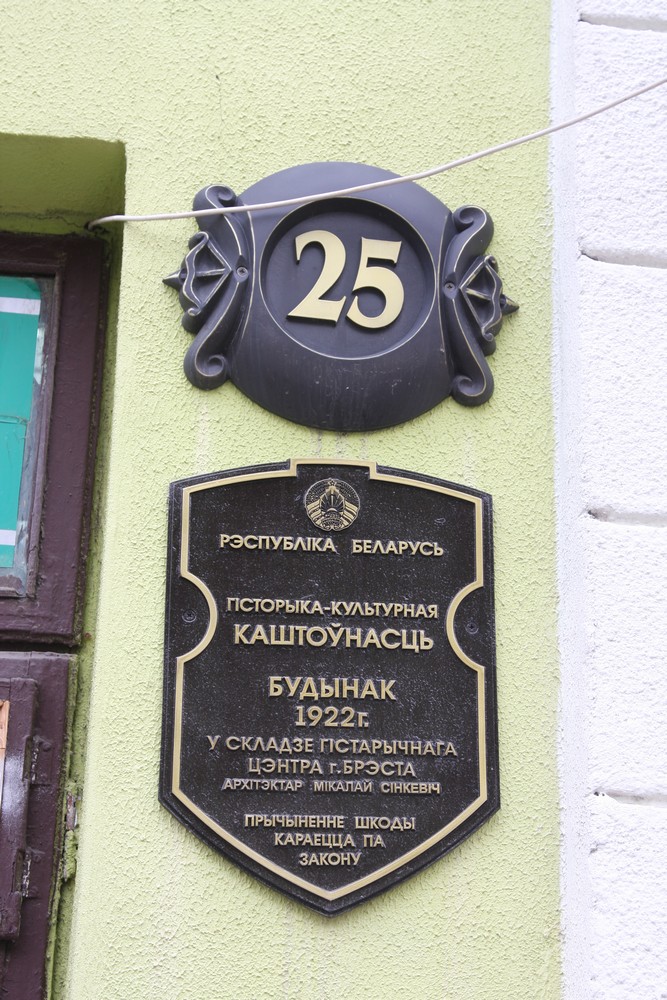 25
РЭСПУБЛІКА БЕЛАРУСЬ
ГІСТОРЫКА-КУЛЬТУРНАЯ
КАШТОЎНАСЦЬ
БУДЫНАК
1922г.
У СКЛАДЗЕ ГІСТАРЫЧНАГА
ЦЭНТРА г.БРЭСТА
АРХІТЭКТАР МІКАЛАЙ СІНКЕВІЧ
ПРЫЧЫНЕННЕ ШКОДЫ
КАРАЕЦЦА ПА
ЗАКОНУ